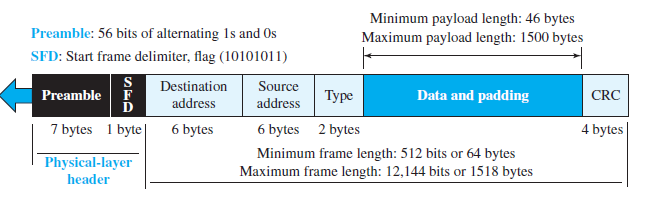 Preamble: 56 bits of alternating 1s and 0s
SFD: Start frame delimiter, flag (10101011)
Minimum payload length: 46 bytes
Maximum payload length: 1500 bytes
Preamble
S
F
D
Destination
address
Source
address
Type
Data and padding
CRC
7 bytes
1 byte
6 bytes
6 bytes
2 bytes
4 bytes
Physical-layer
header
Minimum frame length: 512 bits or 64 bytes
Maximum frame length: 12,144 bits or 1518 bytes